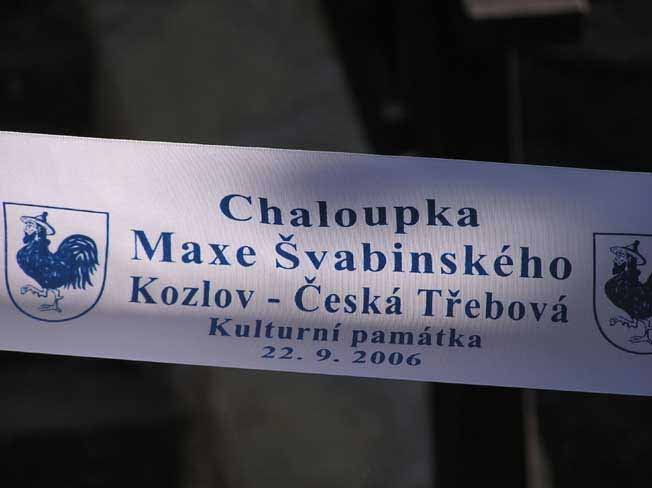 Chaloupka
Maxe Švabinského
Kozlov - Česká Třebová
Kulturní památka
22. 9. 2006